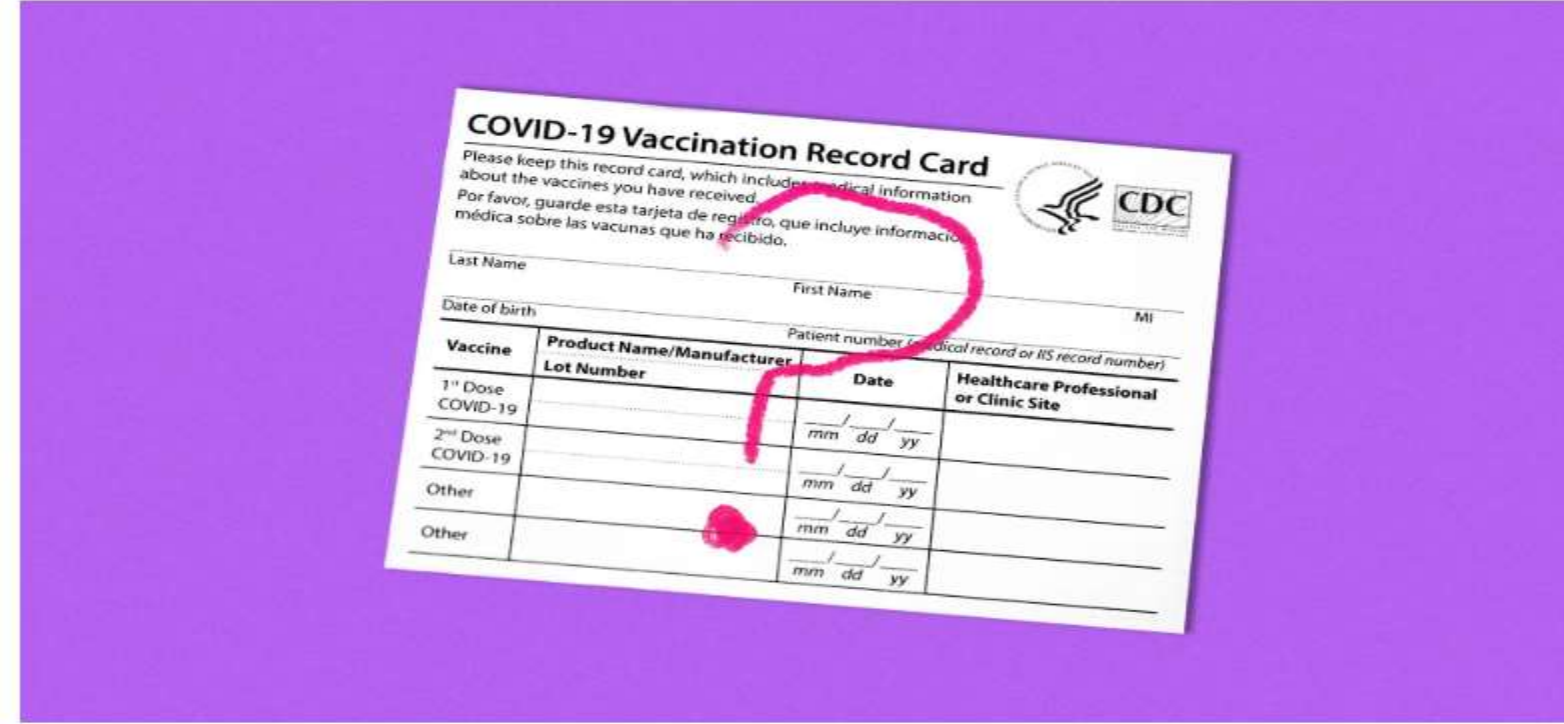 COVID-19 Vaccination Record Card
Please keep this record card, which includes medical information
about the vaccines you have received.
Por favor, guarde esta tarjeta de registro, que incluye información
médica sobre las vacunas que ha recibido.
Last Name First Name MI
Date of birth Patient number (medical record or IIS record number)
Vaccine Product Name/Manufacturer Date Healthcare Professional
Lot Number or Clinic Site
1st Dose
COVID-19
mm dd yy
2nd Dose
COVID-19
mm dd yy
Other
mm dd yy
Other
mm dd yy
CDC
?